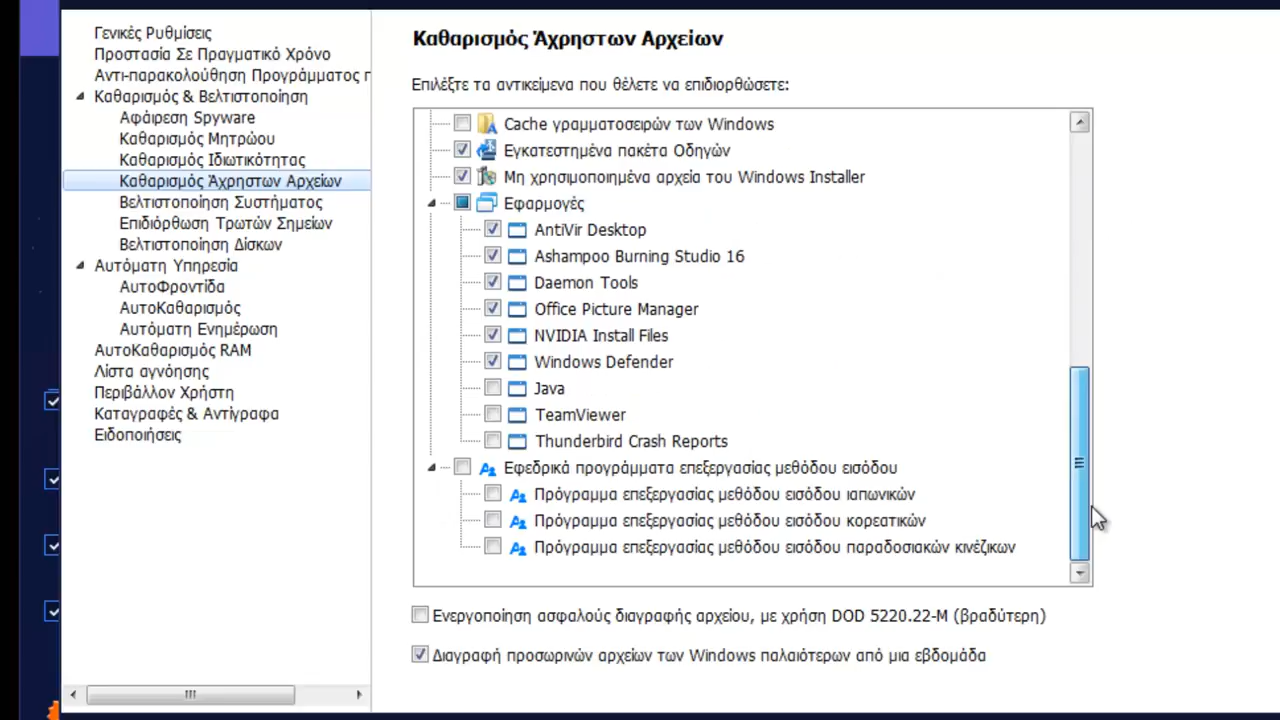 Γενικές Ρυθμίσεις
Προστασία Σε Πραγματικό Χρόνο
Αντι-παρακολούθηση Προγράμματος
Καθαρισμός & Βελτιστοποίηση
Αφάιρεση Spyware
Καθαρισμός Μητρώου
Καθαρισμός Ιδιωτικότητας
Καθαρισμός Άχρηστων Αρχείων
Βελτιστοποίηση Συστήματος
Επιδιόρθωση Τρωτών Σημείων
Βελτιστοποίηση Δίσκων
Αυτόματη Υπηρεσία
ΑυτοΦροντίδα
ΑυτοΚαθαρισμός
Αυτόματη Ενημέρωση
ΑυτοΚαθαρισμός RAM
Λίστα αγνόησης
Περιβάλλον Χρήστη
Καταγραφές & Αντίγραφα
Ειδοποιήσεις
Καθαρισμός Άχρηστων Αρχείων
Επιλέξτε τα αντικείμενα που θέλετε να επιδιορθώσετε:
Cache γραμματοσειρών των Windows
Εγκατεστημένα πακέτα Οδηγών
Μη χρησιμοποιημένα αρχεία του Windows Installer
Εφαρμογές
AntiVir Desktop
Ashampoo Burning Studio 16
Daemon Tools
Office Picture Manager
NVIDIA Install Files
Windows Defender
Java
TeamViewer
Thunderbird Crash Reports
Εφεδρικά προγράμματα επεξεργασίας μεθόδου εισόδου
Πρόγραμμα επεξεργασίας μεθόδου εισόδου ιαπωνικών
Πρόγραμμα επεξεργασίας μεθόδου εισόδου κορεατικών
Πρόγραμμα επεξεργασίας μεθόδου εισόδου παραδοσιακών κινέζικων
Ενεργοποίηση ασφαλούς διαγραφής αρχείου, με χρήση DOD 5220.22-M (βραδύτερη)
Διαγραφή προσωρινών αρχείων των Windows παλαιότερων από μια εβδομάδα